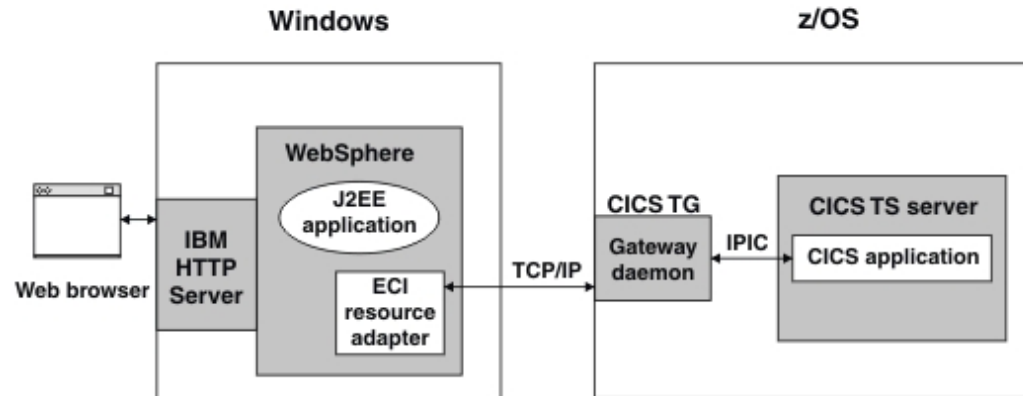 Windows
z/OS
WebSphere
J2EE
application
IBM
HTTP
Server
ECI
resource
adapter
Web browser
TCP/IP
CICS TG
Gateway
daemon
IPIC
CICS TS server
CICS application